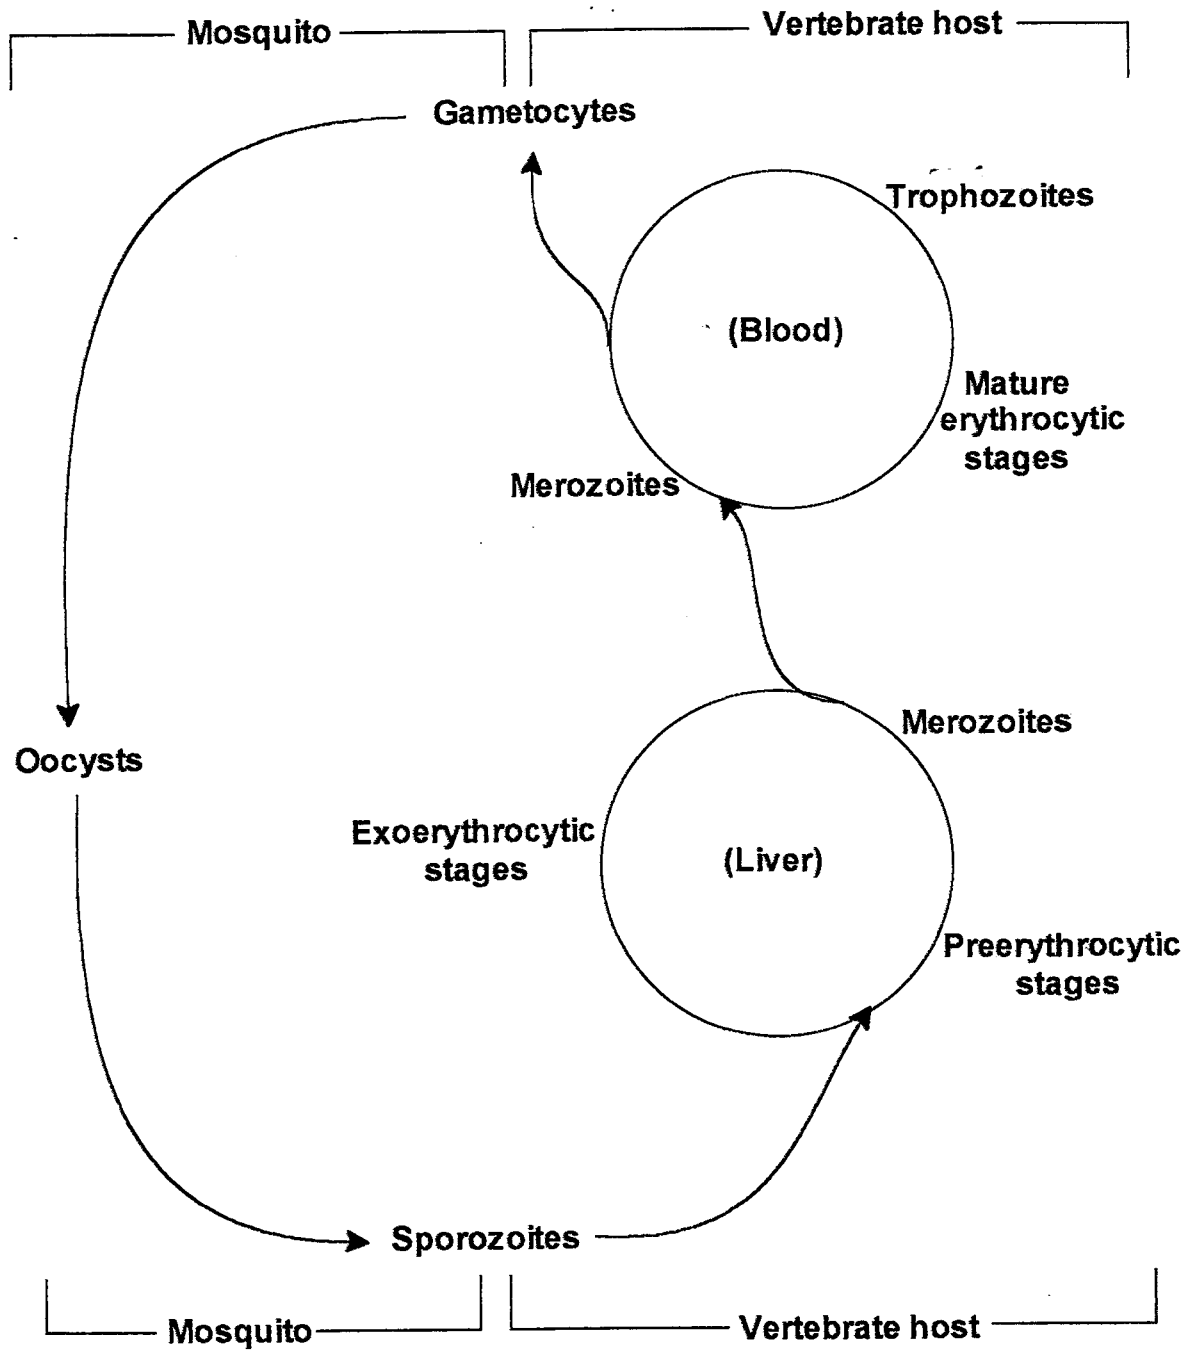 Mosquito
Vertebrate host
Gametocytes
Trophozoites
(Blood)
Mature
erythrocytic
stages
Merozoites
Merozoites
Oocysts
Exoerythrocytic
stages
(Liver)
Preerythrocytic
stages
Sporozoites
Mosquito
Vertebrate host